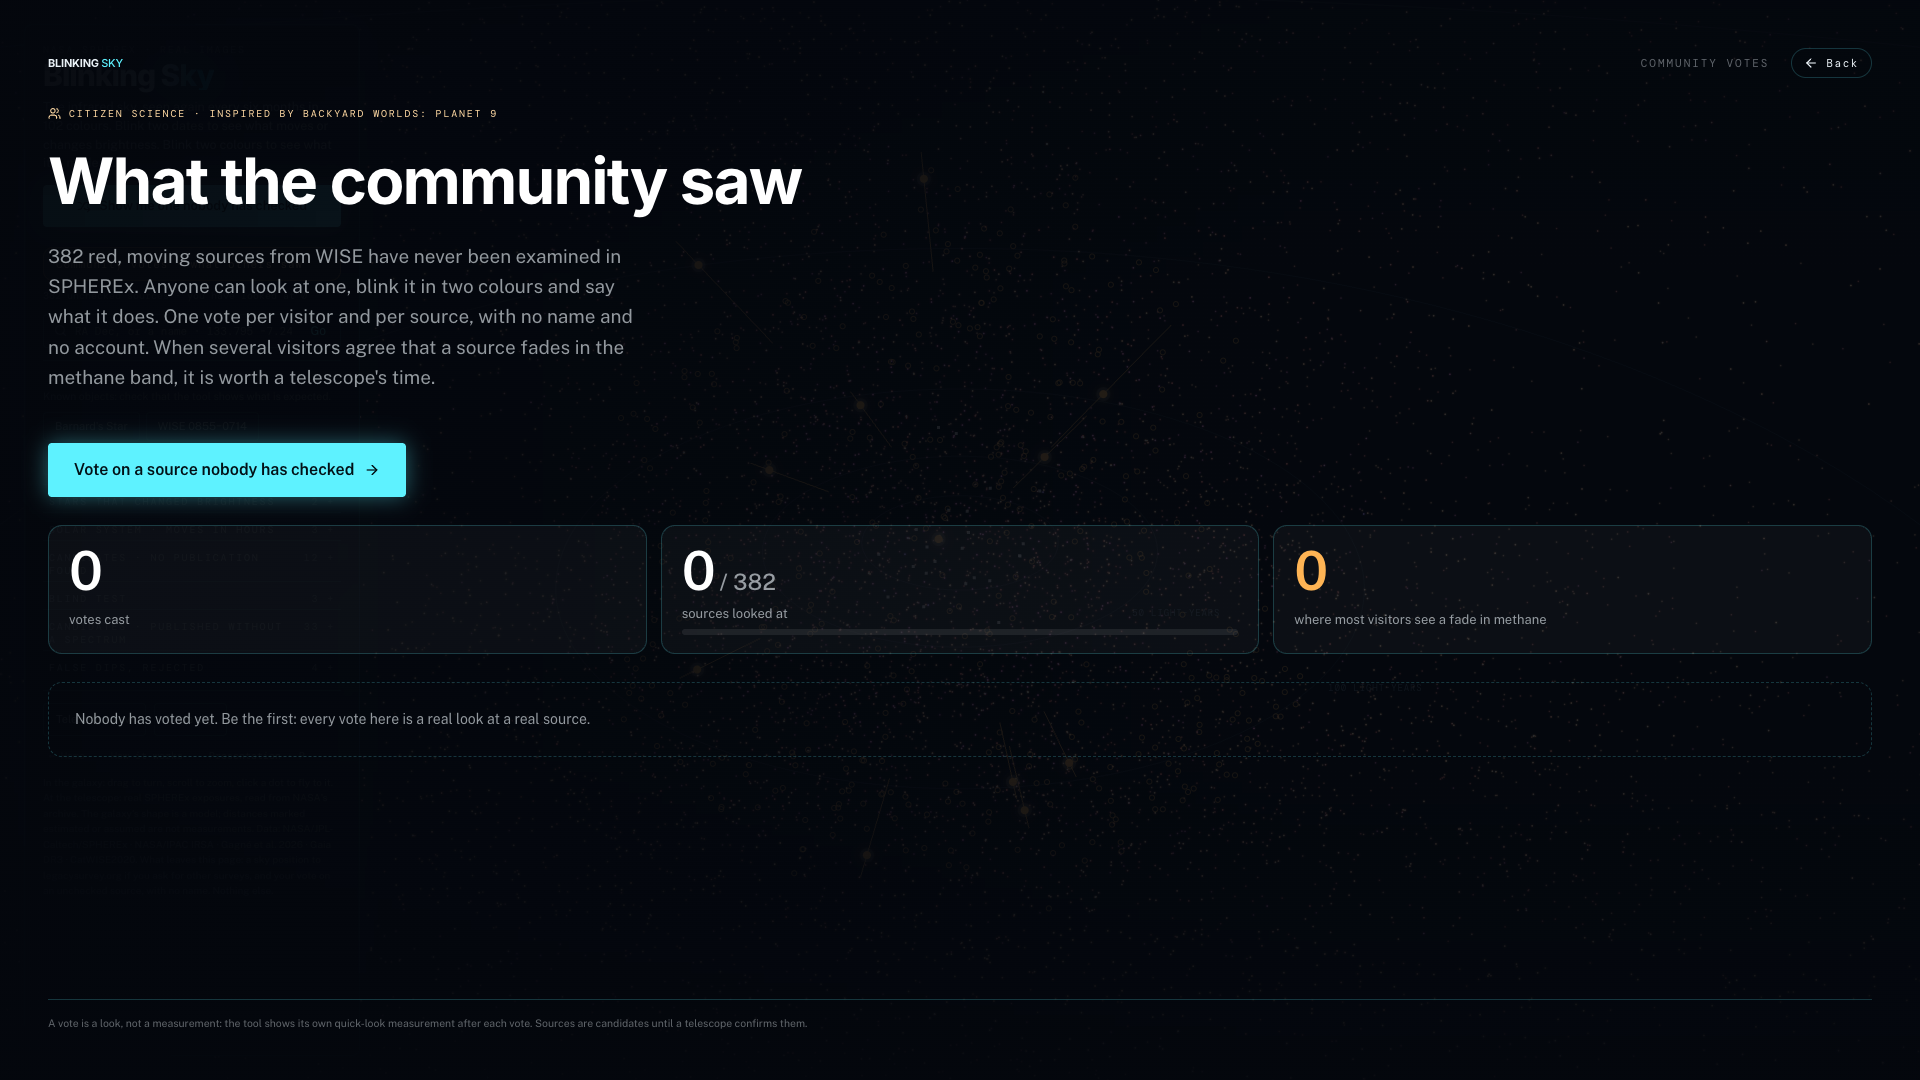 BLINKING SKY
COMMUNITY VOTES
← Back
Blinking Sky
CITIZEN SCIENCE · INSPIRED BY BACKYARD WORLDS: PLANET 9
What the community saw
382 red, moving sources from WISE have never been examined in
SPHEREx. Anyone can look at one, blink it in two colours and say
what it does. One vote per visitor and per source, with no name and
no account. When several visitors agree that a source fades in the
methane band, it is worth a telescope's time.
Vote on a source nobody has checked →
0
votes cast
0 / 382
sources looked at
0
where most visitors see a fade in methane
Nobody has voted yet. Be the first: every vote here is a real look at a real source.
A vote is a look, not a measurement: the tool shows its own quick-look measurement after each vote. Sources are candidates until a telescope confirms them.